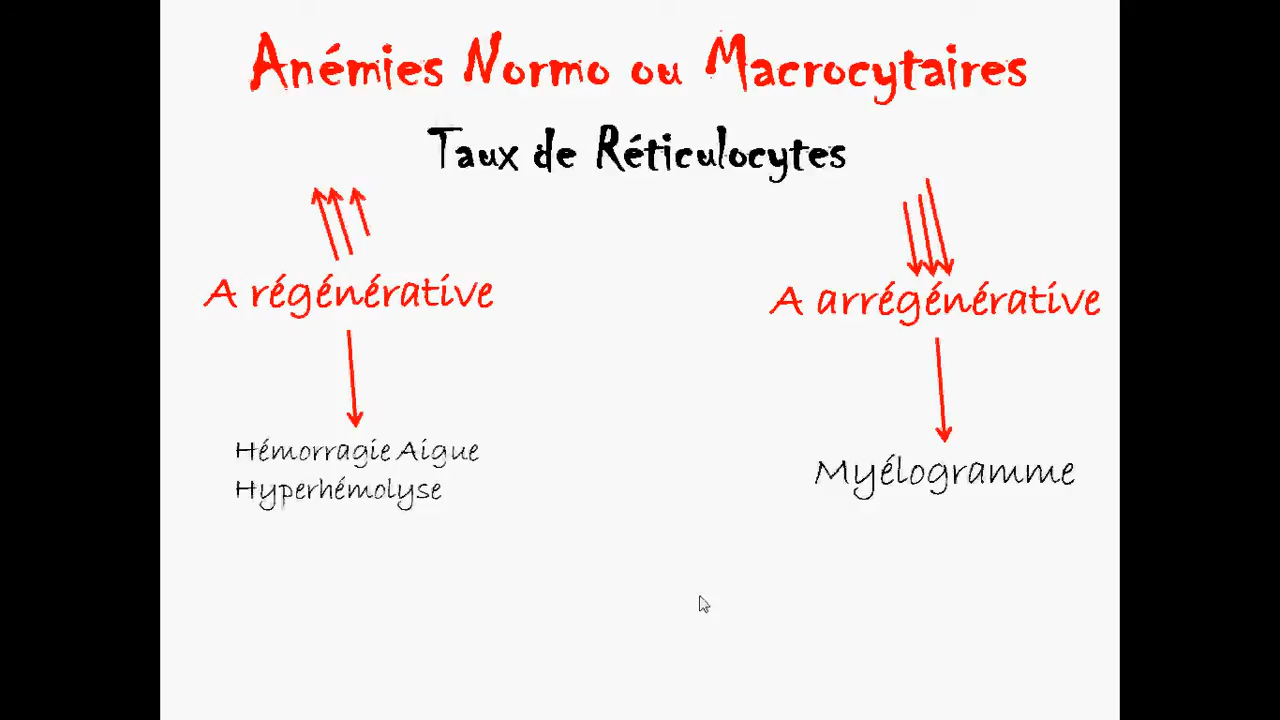 Anémies Normo ou Macrocytaires
Taux de Réticulocytes
A régénérative
A arrégénérative
Hémorragie Aigue
Hyperhémolyse
Myélogramme